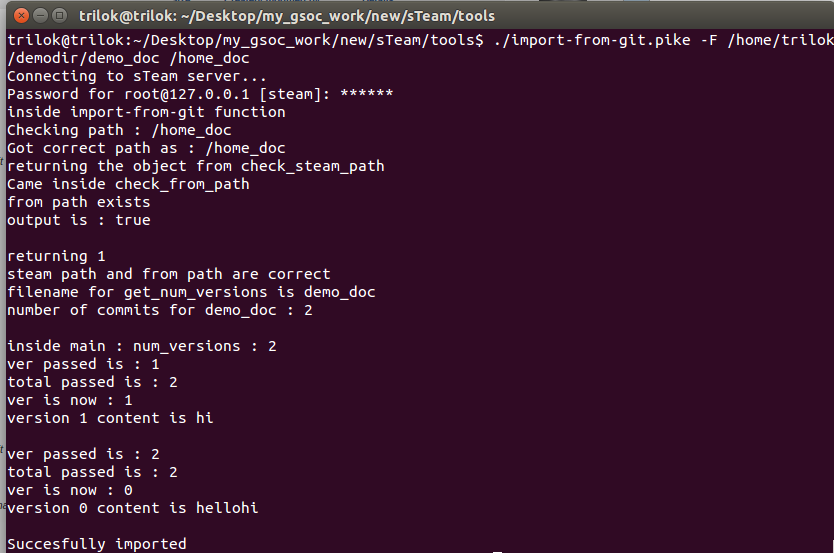 trilok@trilok: ~/Desktop/my_gsoc_work/new/sTeam/tools
trilok@trilok:~/Desktop/my_gsoc_work/new/sTeam/tools$ ./import-from-git.pike -F /home/trilok
/demodir/demo_doc /home_doc
Connecting to sTeam server...
Password for root@127.0.0.1 [steam]: ******
inside import-from-git function
Checking path : /home_doc
Got correct path as : /home_doc
returning the object from check_steam_path
Came inside check_from_path
from path exists
output is : true
returning 1
steam path and from path are correct
filename for get_num_versions is demo_doc
number of commits for demo_doc : 2
inside main : num_versions : 2
ver passed is : 1
total passed is : 2
ver is now : 1
version 1 content is hi
ver passed is : 2
total passed is : 2
ver is now : 0
version 0 content is hellohi
Succesfully imported